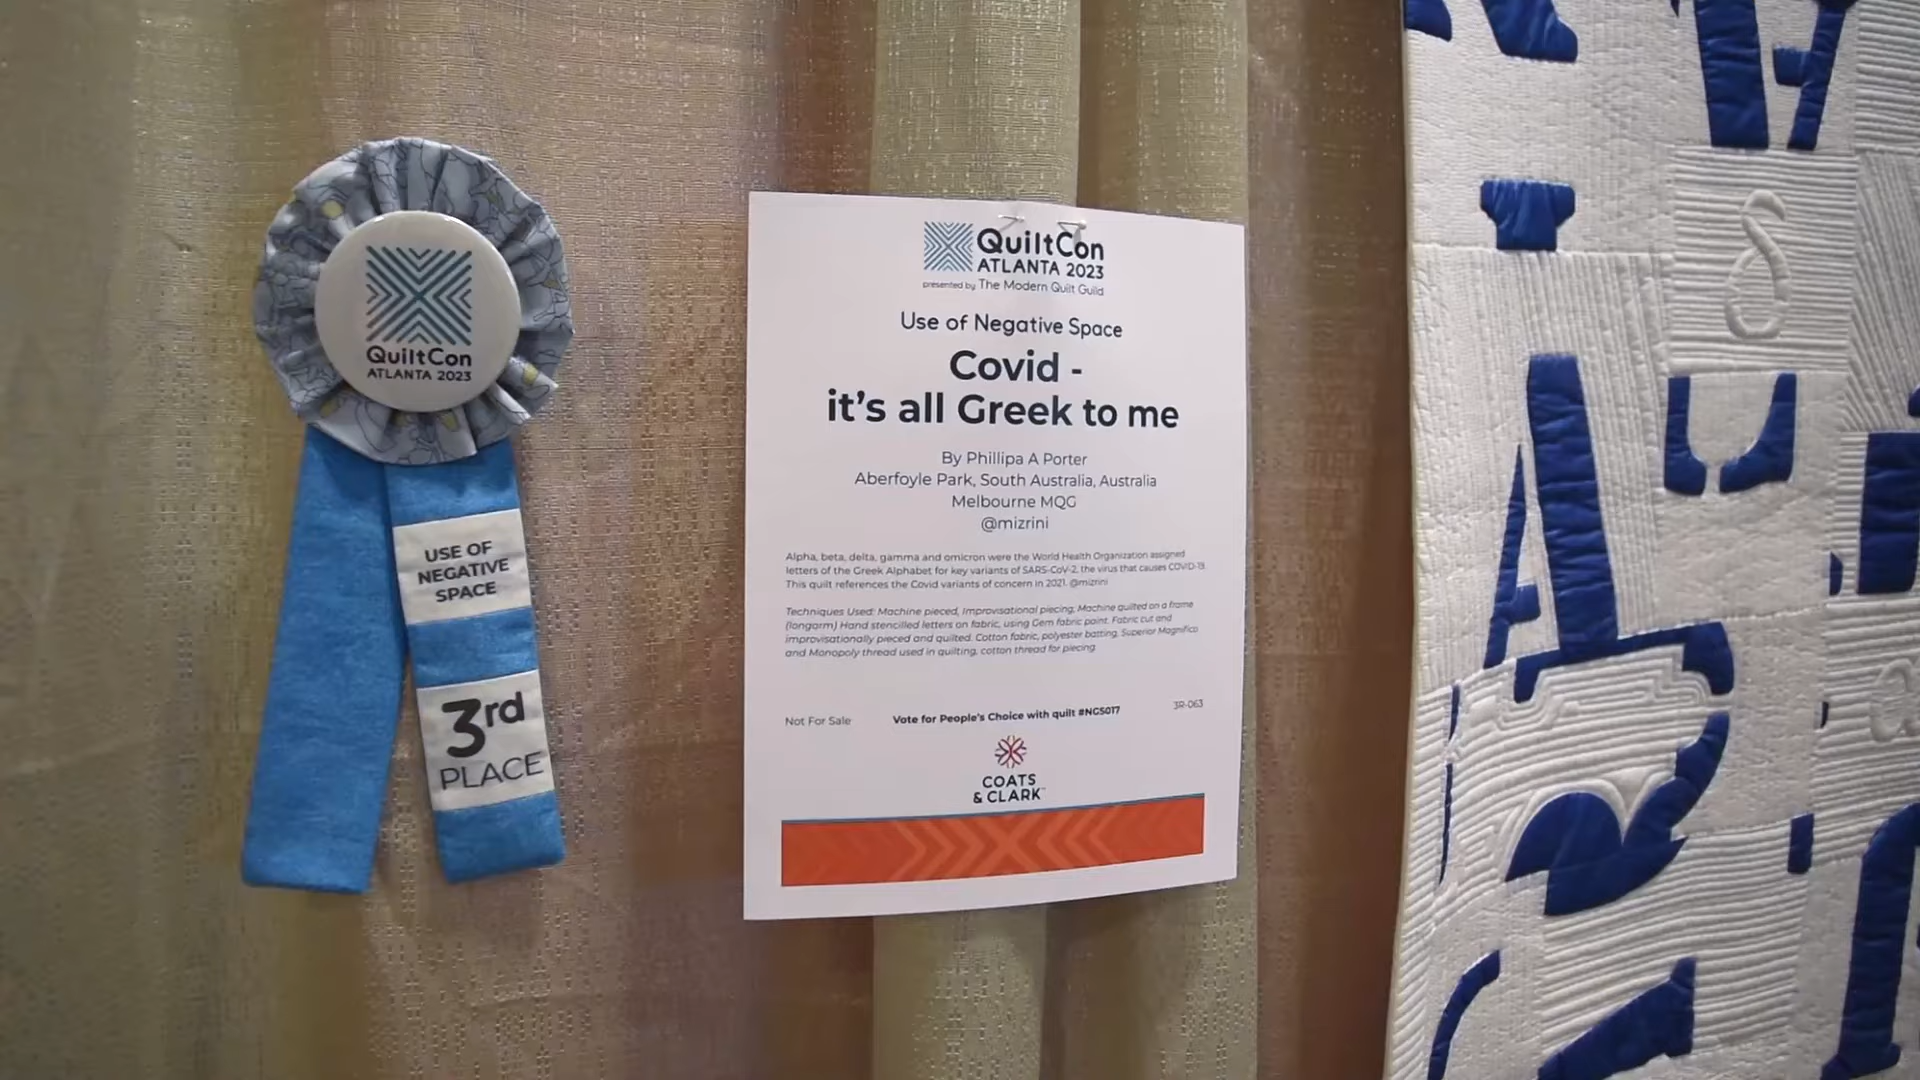 QuiltCon
ATLANTA 2023
USE OF
NEGATIVE
SPACE
3rd
PLACE
QuiltCon
ATLANTA 2023
presented by The Modern Quilt Guild
Use of Negative Space
Covid -
it's all Greek to me
By Phillipa A Porter
Aberfoyle Park, South Australia, Australia
Melbourne MQG
@mizrini
Alpha, beta, delta, gamma and omicron were the World Health Organization assigned
letters of the Greek Alphabet for key variants of SARS-CoV-2, the virus that causes COVID-19.
This quilt references the Covid variants of concern in 2021. @mizrini
Techniques Used: Machine pieced, Improvisational piecing; Machine quilted on a frame
(longarm) Hand stencilled letters on fabric, using Gem fabric paint. Fabric cut and
improvisationally pieced and quilted. Cotton fabric, polyester batting, Superior Magnifico
and Monopoly thread used in quilting, cotton thread for piecing
Not For Sale
Vote for People's Choice with quilt #NGS017
3R-063
COATS
& CLARK™
δ
α